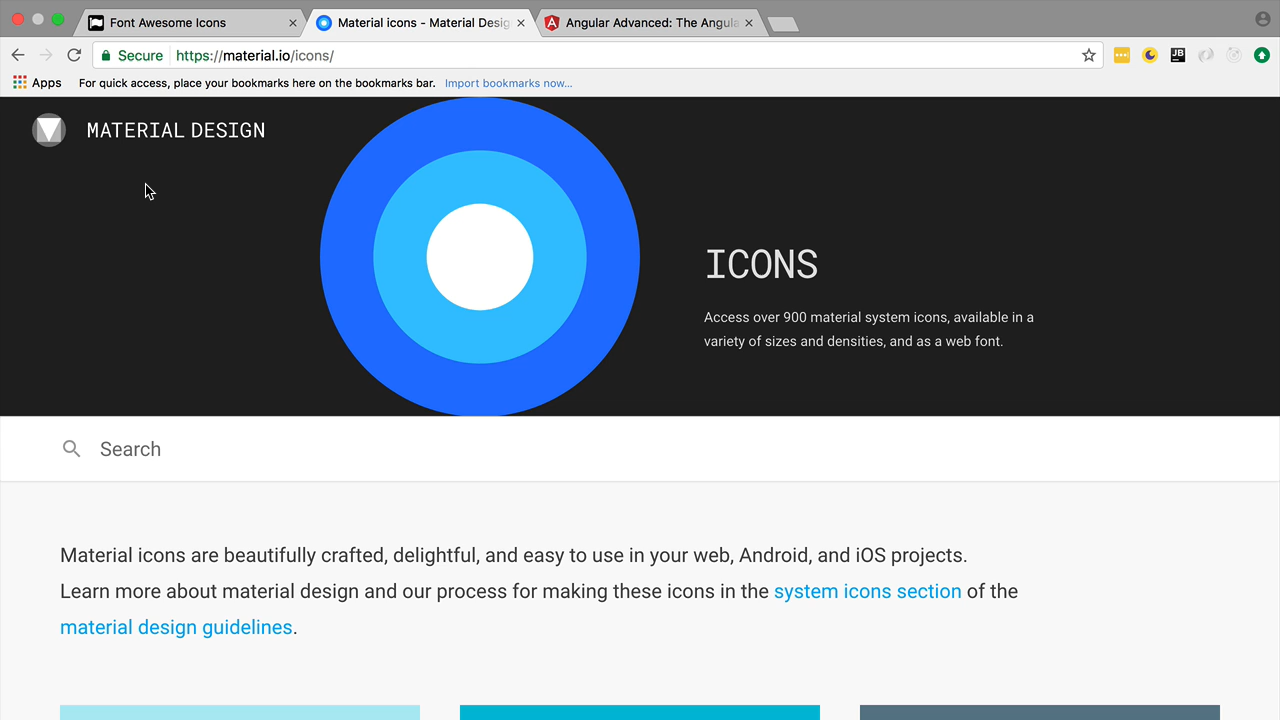 Font Awesome Icons
Material icons - Material Desig
Angular Advanced: The Angula
Secure https://material.io/icons/
JB
Apps For quick access, place your bookmarks here on the bookmarks bar. Import bookmarks now...
MATERIAL DESIGN
ICONS
Access over 900 material system icons, available in a
variety of sizes and densities, and as a web font.
Search
Material icons are beautifully crafted, delightful, and easy to use in your web, Android, and iOS projects.
Learn more about material design and our process for making these icons in the system icons section of the
material design guidelines.